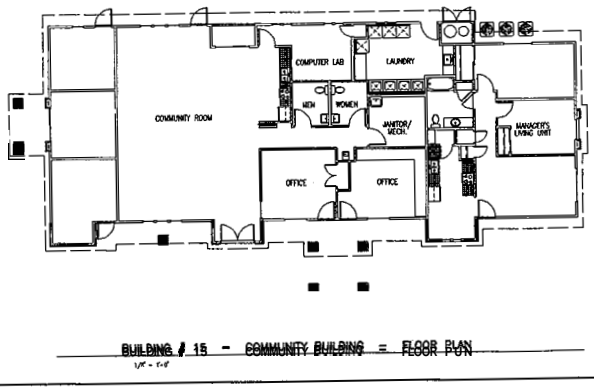 COMPUTER LAB
LAUNDRY
MEN
WOMEN
COMMUNITY ROOM
JANITOR/
MECH.
MANAGER'S
LIVING UNIT
OFFICE
OFFICE
BUILDING # 15 - COMMUNITY BUILDING = FLOOR PLAN